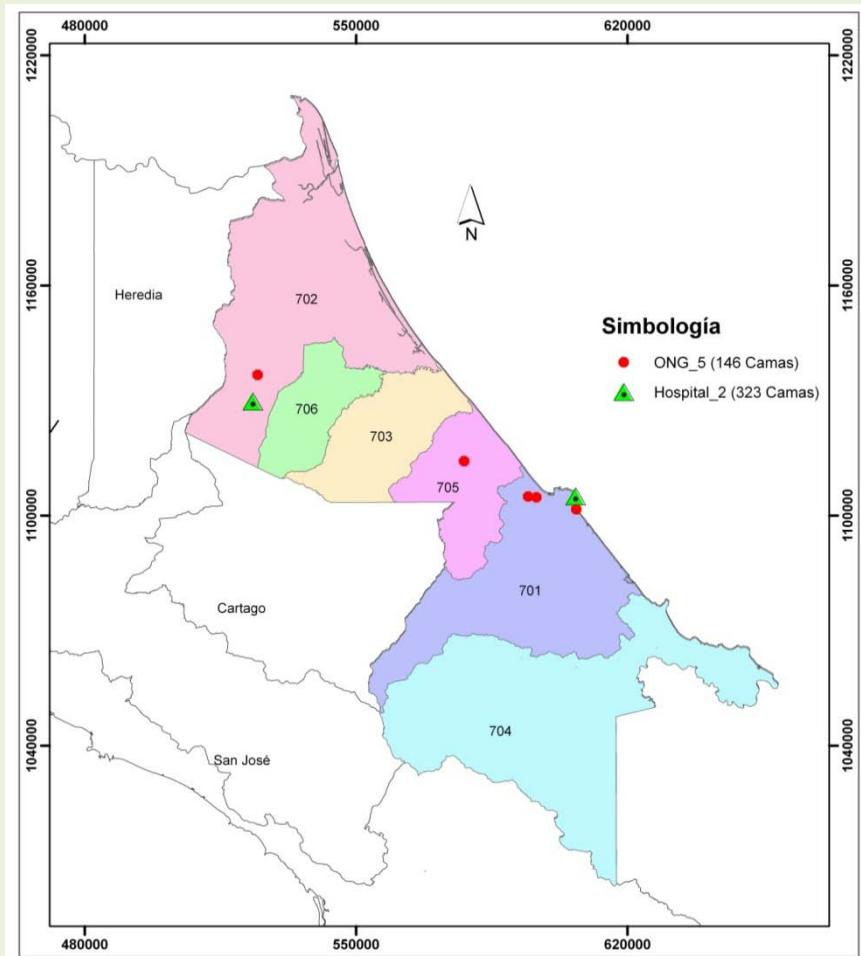 480000 550000 620000
1220000 1220000
N
1160000 1160000
Heredia
702
Simbología
ONG_5 (146 Camas)
Hospital_2 (323 Camas)
706
703
705
1100000 1100000
701
Cartago
704
1040000 1040000
San José
480000 550000 620000